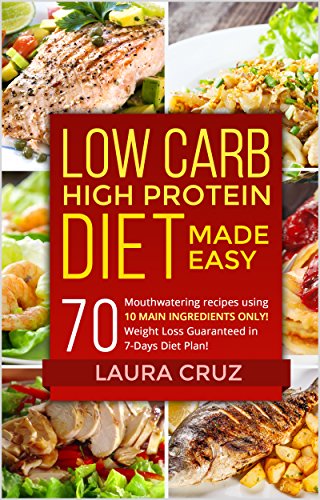 LOW CARB
HIGH PROTEIN
DIET MADE EASY
70 Mouthwatering recipes using
10 MAIN INGREDIENTS ONLY!
Weight Loss Guaranteed in
7-Days Diet Plan!
LAURA CRUZ